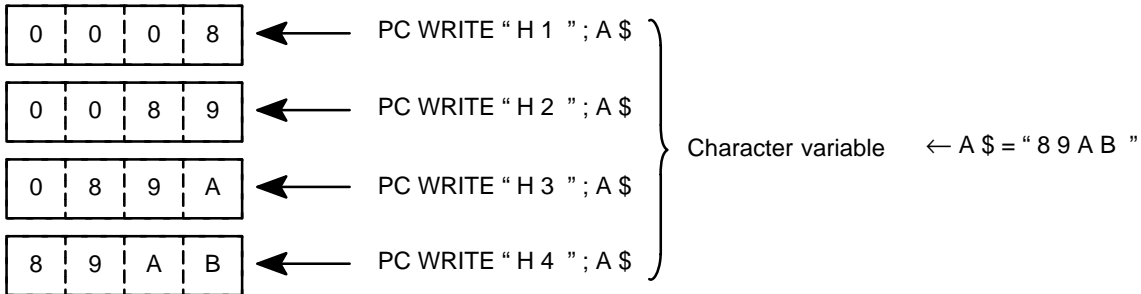 0 0 0 8 PC WRITE “ H 1 ” ; A $
0 0 8 9 PC WRITE “ H 2 ” ; A $
Character variable ← A $ = “ 8 9 A B ”
0 8 9 A PC WRITE “ H 3 ” ; A $
8 9 A B PC WRITE “ H 4 ” ; A $